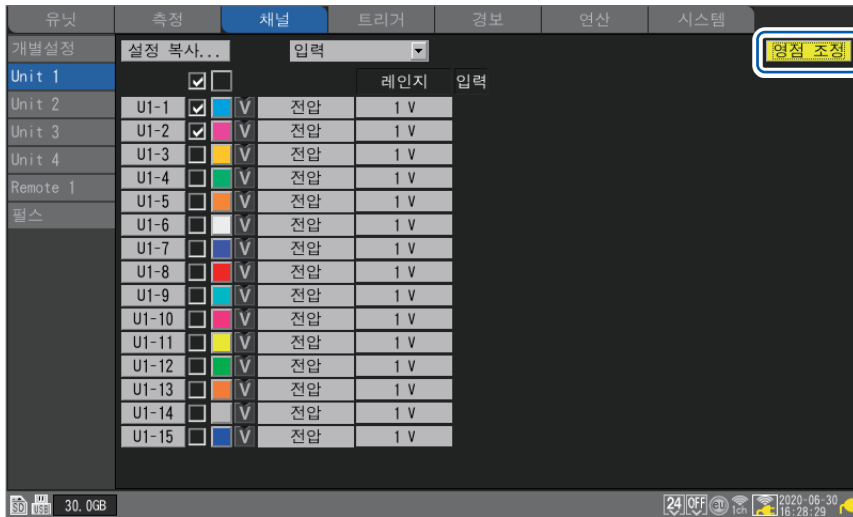 유닛 측정 채널 트리거 경보 연산 시스템
개별설정 설정 복사... 입력 영점 조정
Unit 1 레인지 입력
Unit 2 U1-1 V 전압 1 V
Unit 3 U1-2 V 전압 1 V
Unit 4 U1-3 V 전압 1 V
Remote 1 U1-4 V 전압 1 V
펄스 U1-5 V 전압 1 V
U1-6 V 전압 1 V
U1-7 V 전압 1 V
U1-8 V 전압 1 V
U1-9 V 전압 1 V
U1-10 V 전압 1 V
U1-11 V 전압 1 V
U1-12 V 전압 1 V
U1-13 V 전압 1 V
U1-14 V 전압 1 V
U1-15 V 전압 1 V
SD USB 30.0GB 24 OFF eu 1ch 2020-06-30
16:28:29